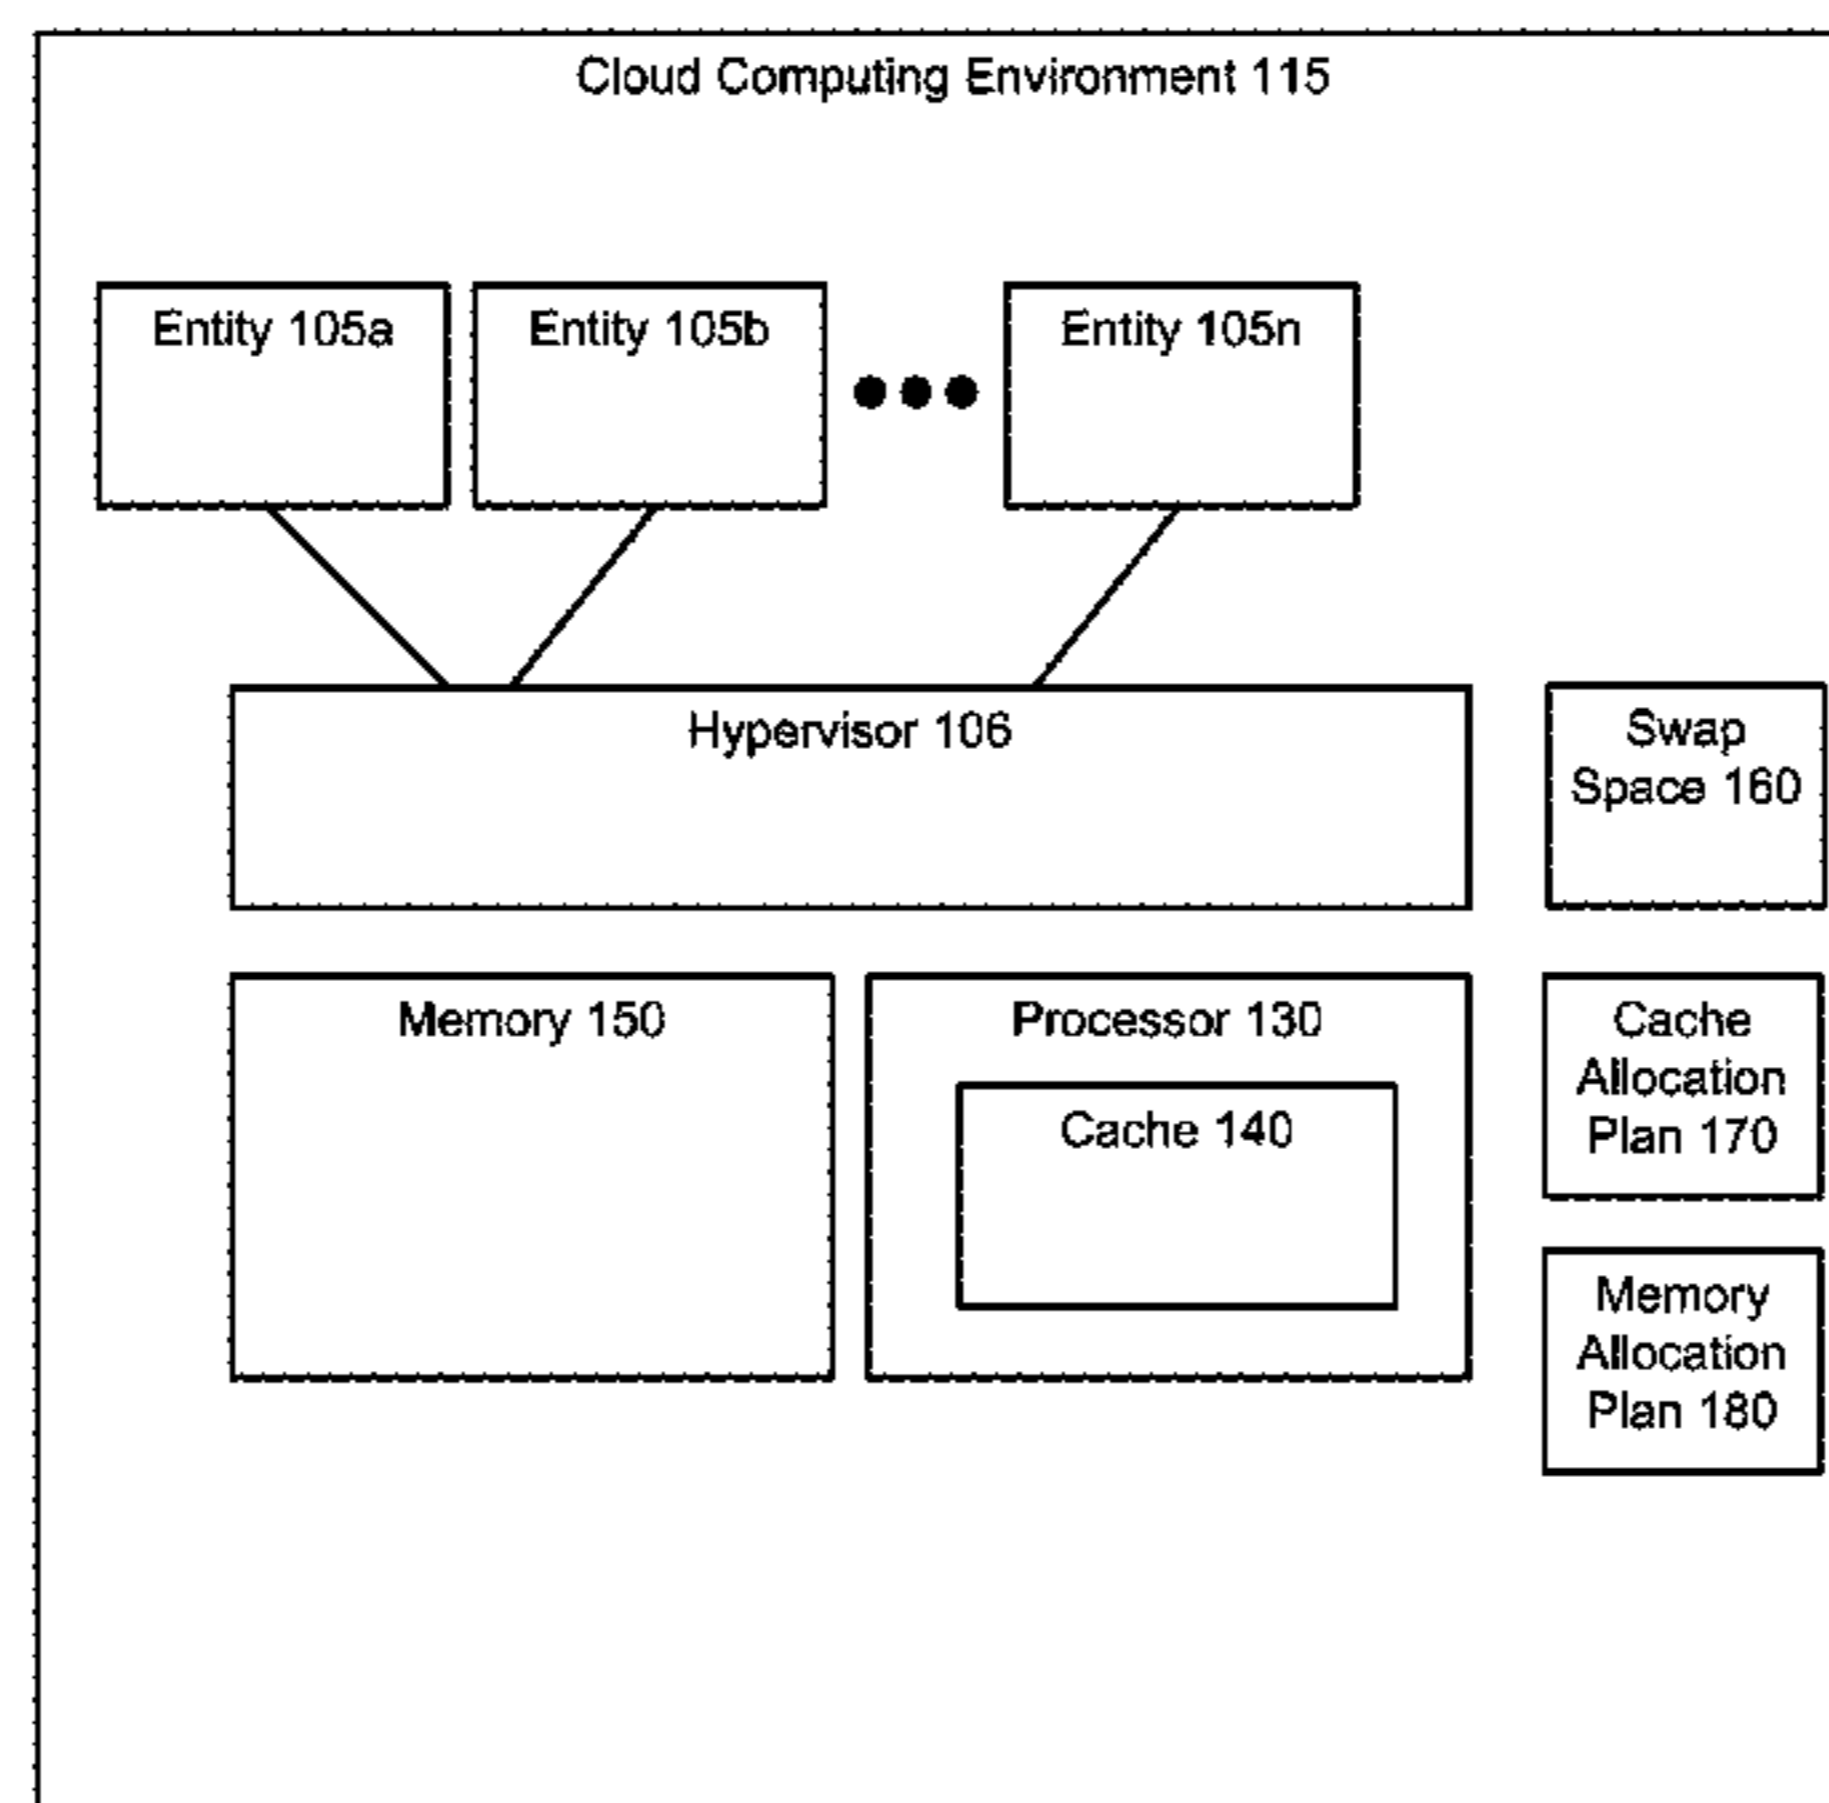 Cloud Computing Environment 115
Entity 105a
Entity 105b
Entity 105n
Hypervisor 106
Swap
Space 160
Memory 150
Processor 130
Cache 140
Cache
Allocation
Plan 170
Memory
Allocation
Plan 180